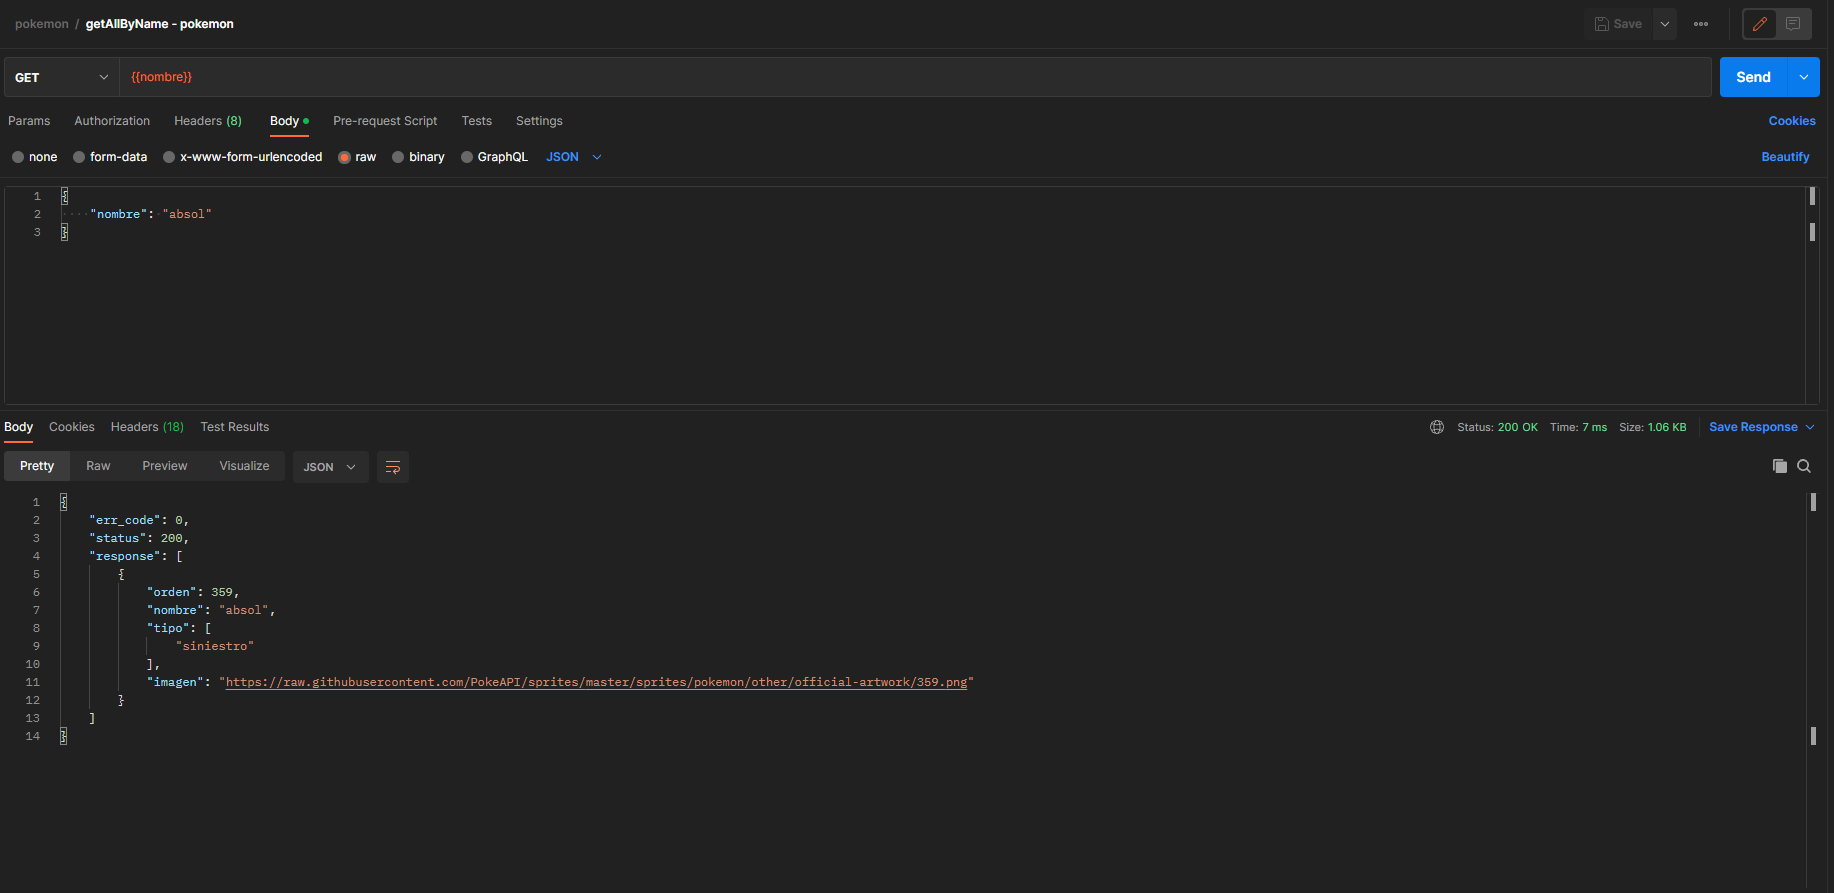 pokemon / getAllByName - pokemon
Save
GET {{nombre}} Send
Params Authorization Headers (8) Body Pre-request Script Tests Settings Cookies
none form-data x-www-form-urlencoded raw binary GraphQL JSON Beautify
1 {
2 "nombre": "absol"
3 }
Body Cookies Headers (18) Test Results Status: 200 OK Time: 7 ms Size: 1.06 KB Save Response
Pretty Raw Preview Visualize JSON
1 {
2 "err_code": 0,
3 "status": 200,
4 "response": [
5 {
6 "orden": 359,
7 "nombre": "absol",
8 "tipo": [
9 "siniestro"
10 ],
11 "imagen": "https://raw.githubusercontent.com/PokeAPI/sprites/master/sprites/pokemon/other/official-artwork/359.png"
12 }
13 ]
14 }